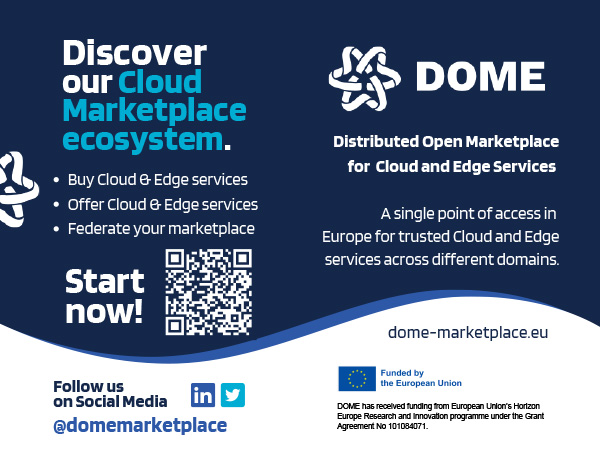 Discover
our Cloud
Marketplace
ecosystem.
• Buy Cloud & Edge services
• Offer Cloud & Edge services
• Federate your marketplace
Start
now!
Follow us
on Social Media
in
@domemarketplace
DOME
Distributed Open Marketplace
for Cloud and Edge Services
A single point of access in
Europe for trusted Cloud and Edge
services across different domains.
dome-marketplace.eu
Funded by
the European Union
DOME has received funding from European Union's Horizon
Europe Research and Innovation programme under the Grant
Agreement No 101084071.